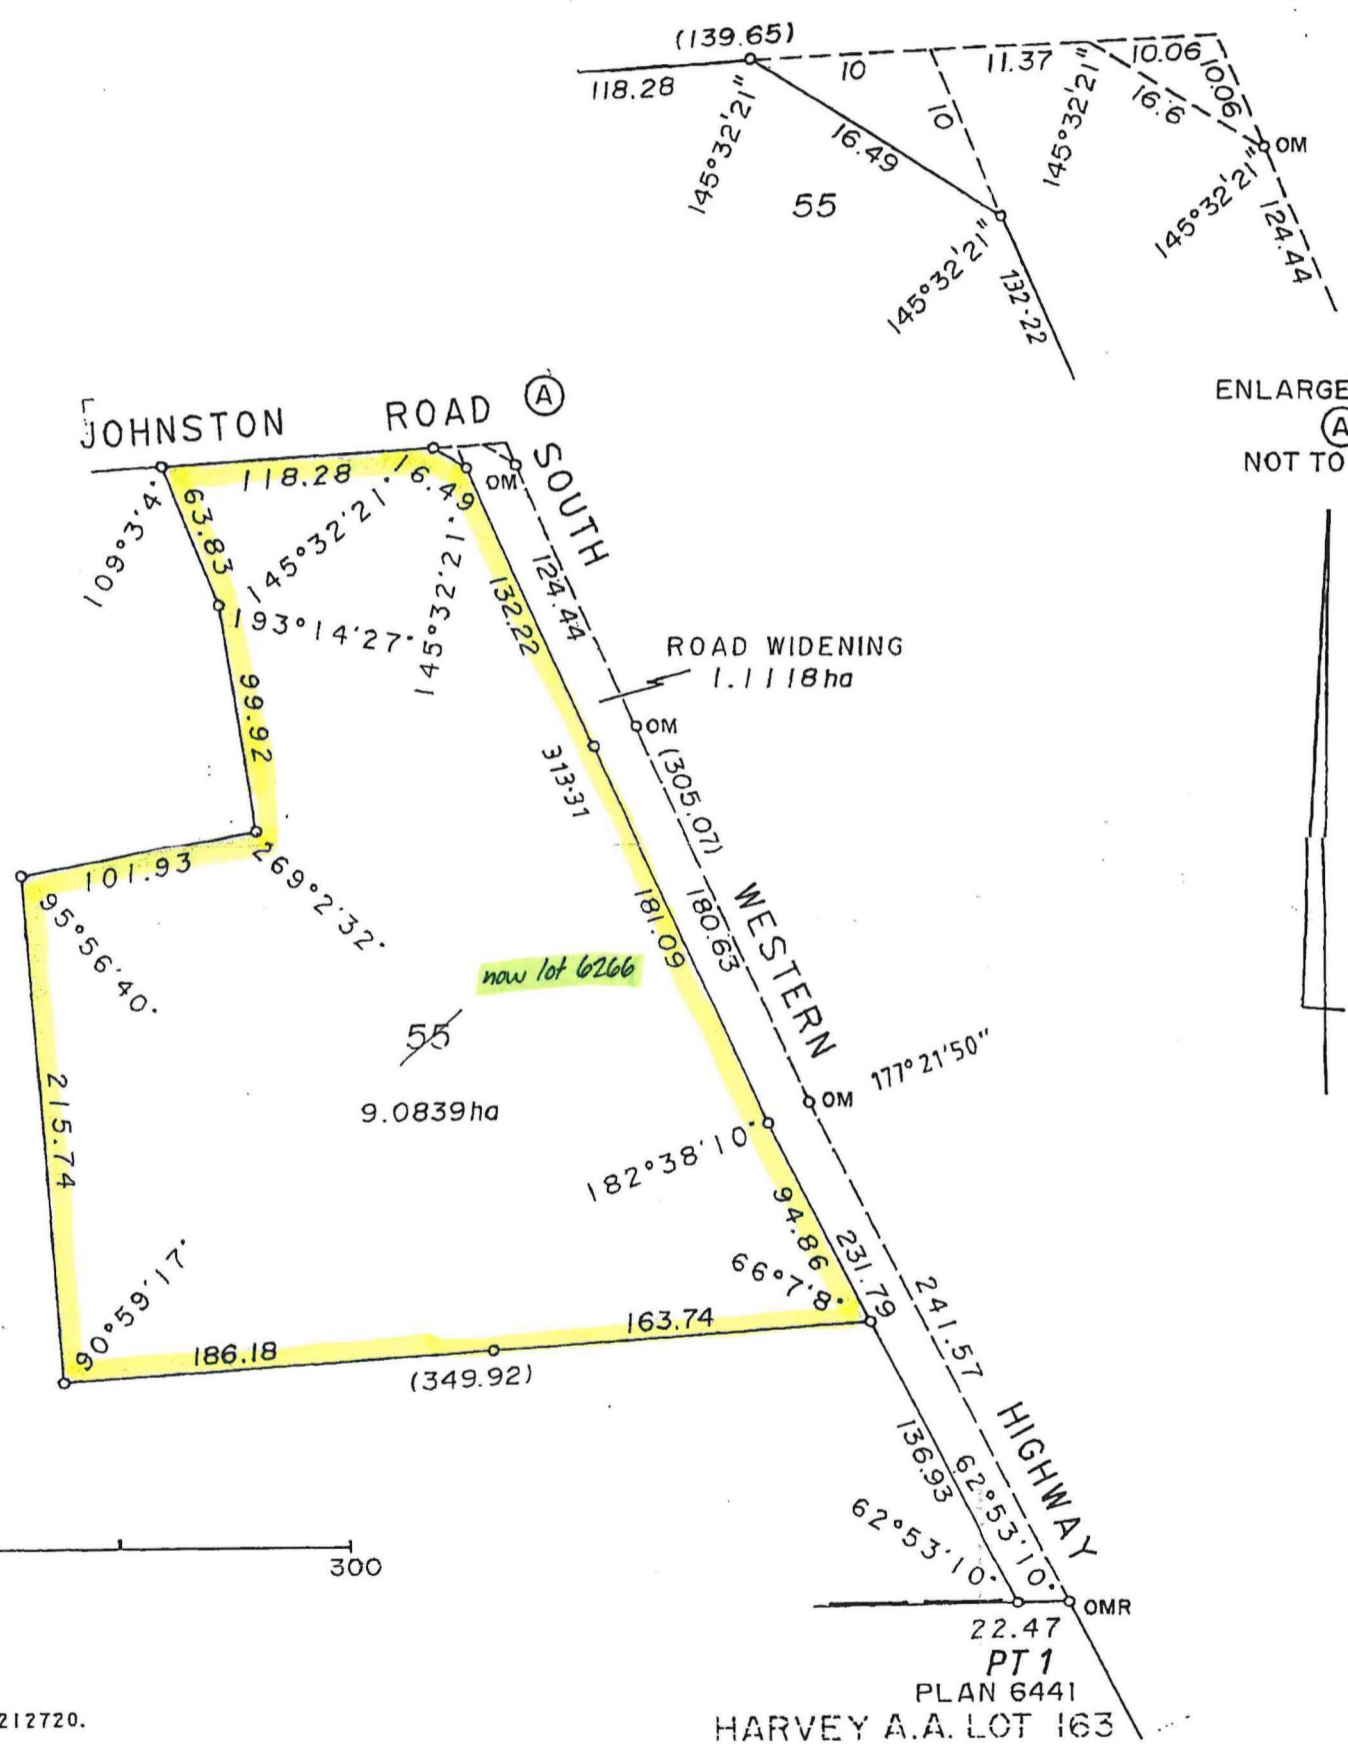 (139.65)
118.28
10
11.37
10.06
10.06
10
16.6
16.49
145°32'21"
145°32'21"
OM
55
145°32'21"
145°32'21"
124.44
132.22
ENLARGE
A
NOT TO
JOHNSTON ROAD A
118.28
16.49
OM
SOUTH
63.83
109°3'4"
145°32'21"
145°32'21"
193°14'27"
132.22
124.44
ROAD WIDENING
1.1118ha
99.92
OM
313.31
(305.07)
101.93
269°2'32"
95°56'40"
181.09
180.63
WESTERN
now lot 6266
55
9.0839ha
177°21'50"
OM
215.74
182°38'10"
94.86
231.79
241.57
66°7'8"
90°59'17"
163.74
186.18
(349.92)
HIGHWAY
136.93
62°53'10"
62°53'10"
300
OMR
22.47
PT 1
PLAN 6441
HARVEY A.A. LOT 163
212720.